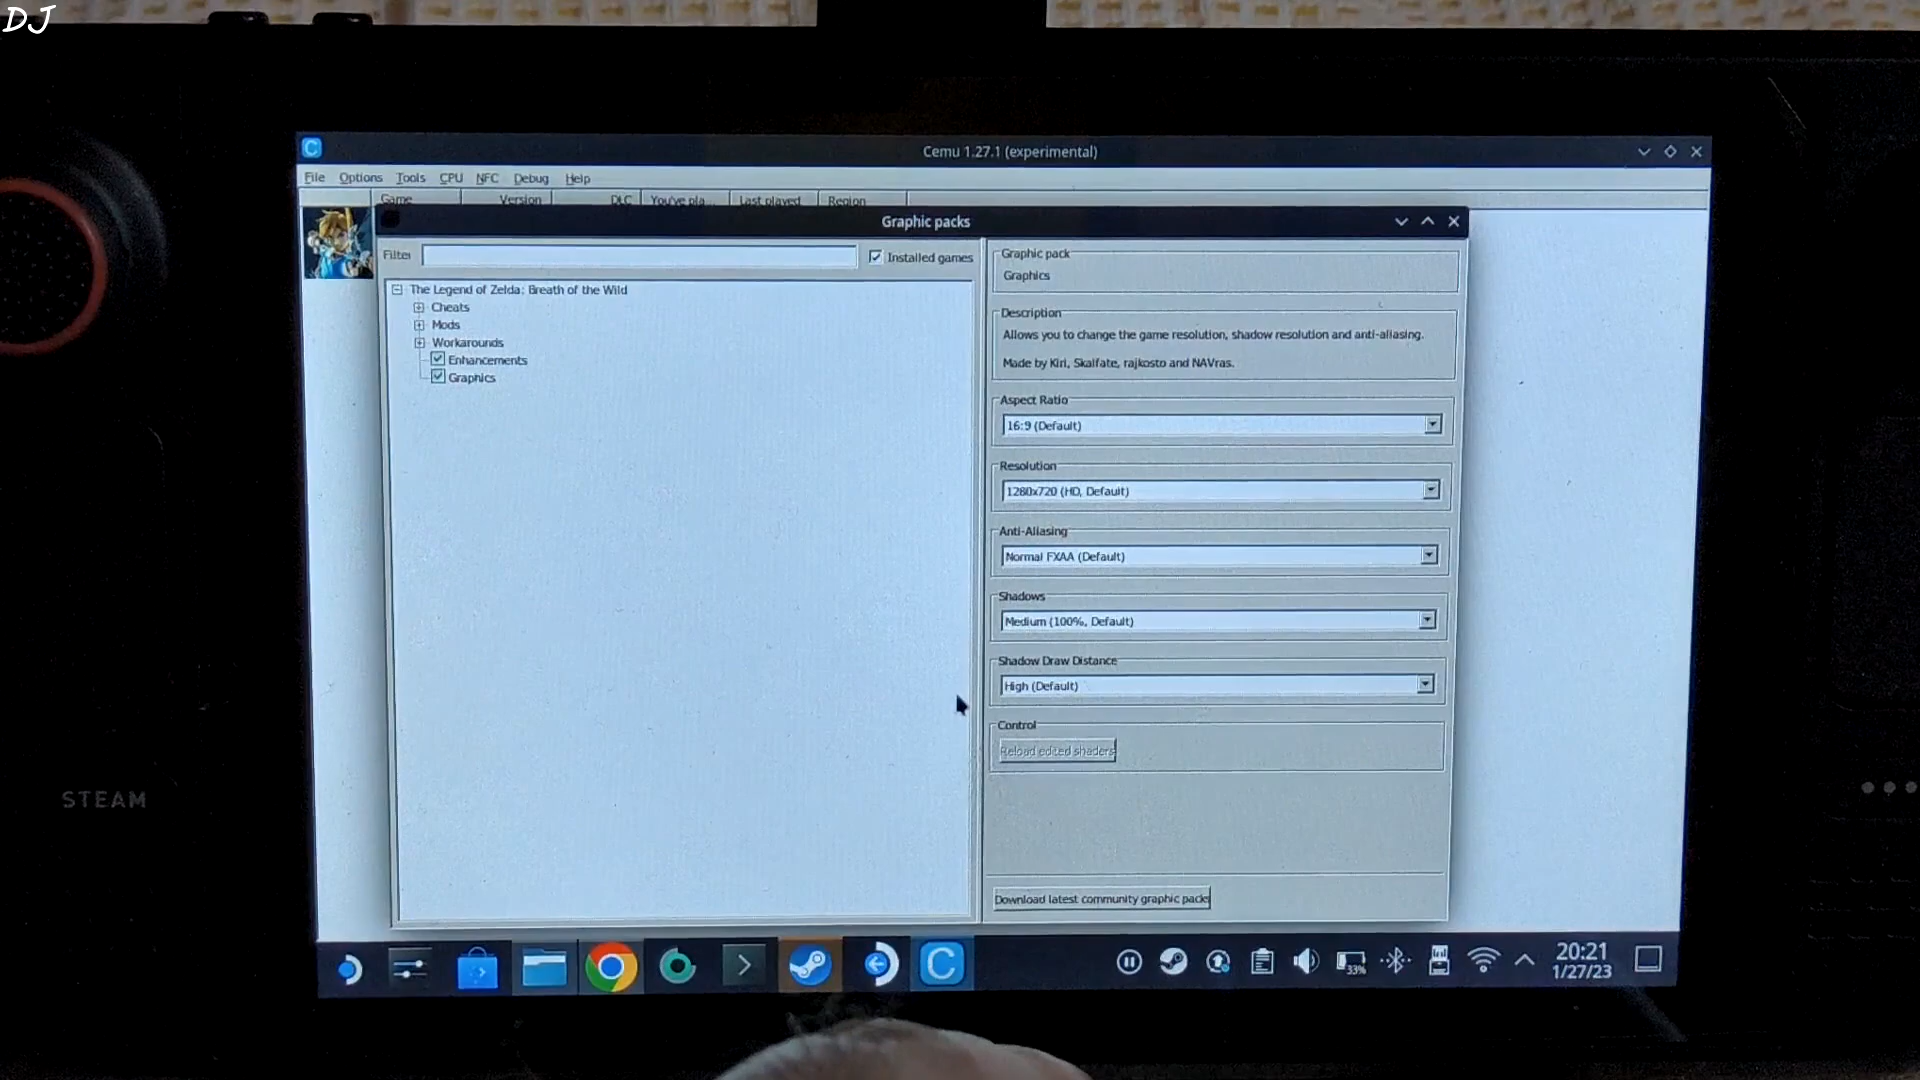 DJ
Cemu 1.27.1 (experimental)
File Options Tools CPU NFC Debug Help
Game Version DLC You've pla... Last played Region
Graphic packs
Filter
Installed games
The Legend of Zelda: Breath of the Wild
Cheats
Mods
Workarounds
Enhancements
Graphics
Graphic pack
Graphics
Description
Allows you to change the game resolution, shadow resolution and anti-aliasing.
Made by Kiri, Skalfate, rajkosto and NAVras.
Aspect Ratio
16:9 (Default)
Resolution
1280x720 (HD, Default)
Anti-Aliasing
Normal FXAA (Default)
Shadows
Medium (100%, Default)
Shadow Draw Distance
High (Default)
Control
Reload edited shaders
Download latest community graphic packs
STEAM
33%
20:21
1/27/23